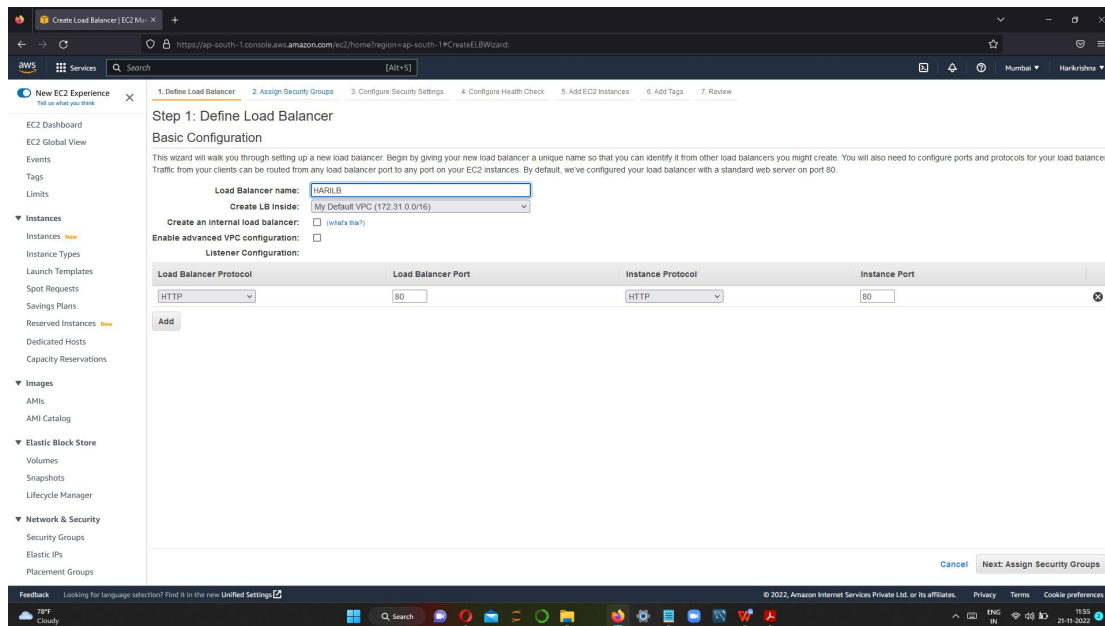 Create Load Balancer | EC2 Mar
https://ap-south-1.console.aws.amazon.com/ec2/home?region=ap-south-1#CreateELBWizard:
aws Services Search [Alt+S] Mumbai Harikrishna
New EC2 Experience
Tell us what you think
EC2 Dashboard
EC2 Global View
Events
Tags
Limits
Instances
Instances New
Instance Types
Launch Templates
Spot Requests
Savings Plans
Reserved Instances New
Dedicated Hosts
Capacity Reservations
Images
AMIs
AMI Catalog
Elastic Block Store
Volumes
Snapshots
Lifecycle Manager
Network & Security
Security Groups
Elastic IPs
Placement Groups
1. Define Load Balancer 2. Assign Security Groups 3. Configure Security Settings 4. Configure Health Check 5. Add EC2 Instances 6. Add Tags 7. Review
Step 1: Define Load Balancer
Basic Configuration
This wizard will walk you through setting up a new load balancer. Begin by giving your new load balancer a unique name so that you can identify it from other load balancers you might create. You will also need to configure ports and protocols for your load balancer
Traffic from your clients can be routed from any load balancer port to any port on your EC2 instances. By default, we've configured your load balancer with a standard web server on port 80.
Load Balancer name: HARILB
Create LB Inside: My Default VPC (172.31.0.0/16)
Create an internal load balancer: (what's this?)
Enable advanced VPC configuration:
Listener Configuration:
Load Balancer Protocol Load Balancer Port Instance Protocol Instance Port
HTTP 80 HTTP 80
Add
Cancel Next: Assign Security Groups
Feedback Looking for language selection? Find it in the new Unified Settings © 2022, Amazon Internet Services Private Ltd. or its affiliates. Privacy Terms Cookie preferences
78°F
Cloudy
Search
ENG
IN
11:55
21-11-2022